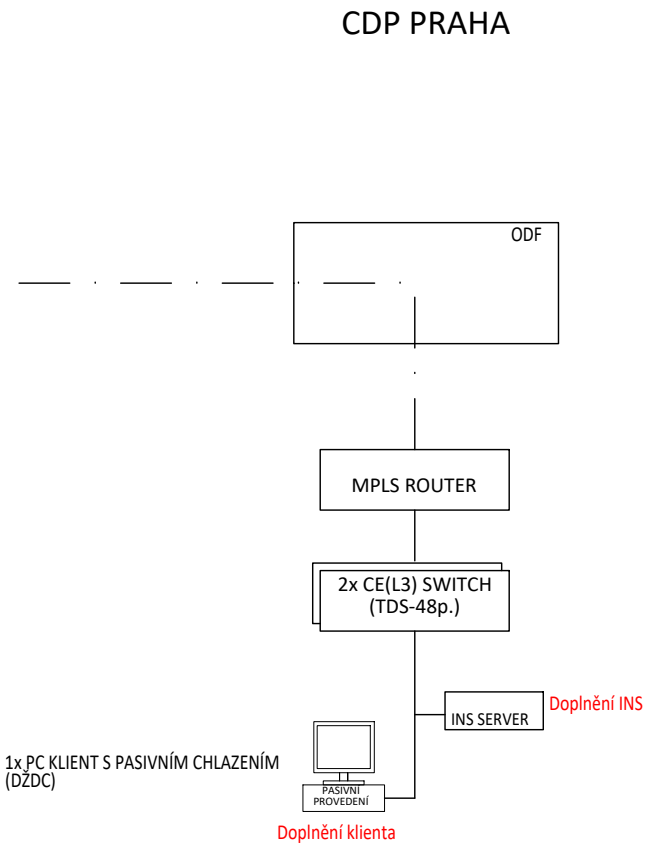 CDP PRAHA
ODF
MPLS ROUTER
2x CE(L3) SWITCH
(TDS-48p.)
Doplnění INS
INS SERVER
1x PC KLIENT S PASIVNÍM CHLAZENÍM
(DŽDC)
PASIVNÍ
PROVEDENÍ
Doplnění klienta